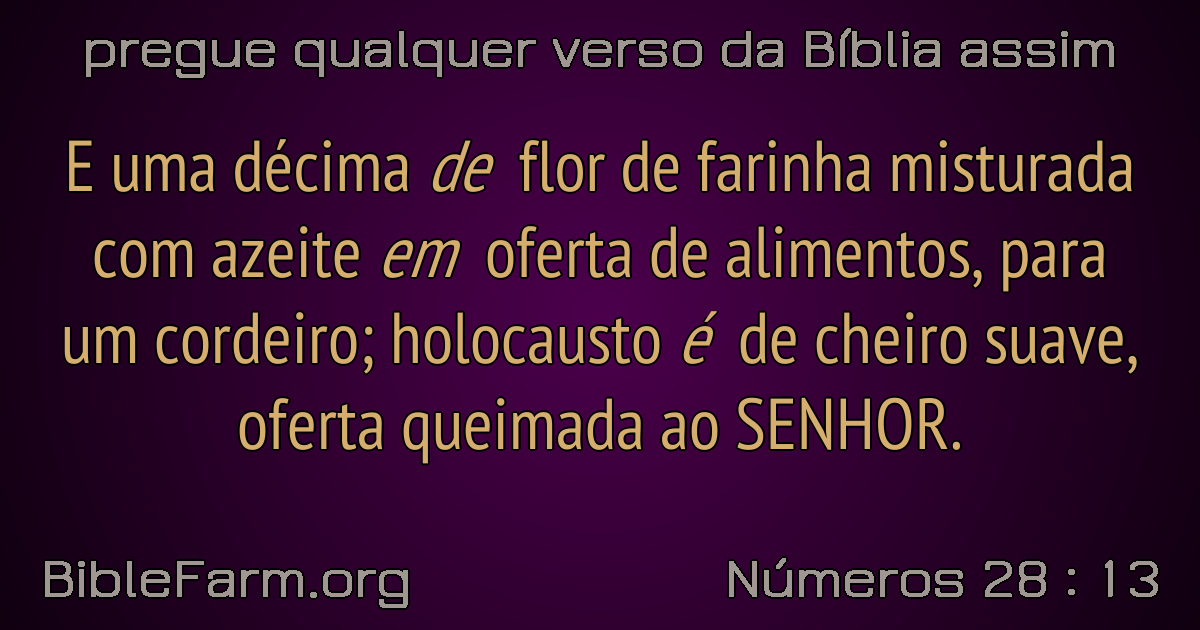 pregue qualquer verso da Bíblia assim
E uma décima de flor de farinha misturada
com azeite em oferta de alimentos, para
um cordeiro; holocausto é de cheiro suave,
oferta queimada ao SENHOR.
BibleFarm.org
Números 28 : 13